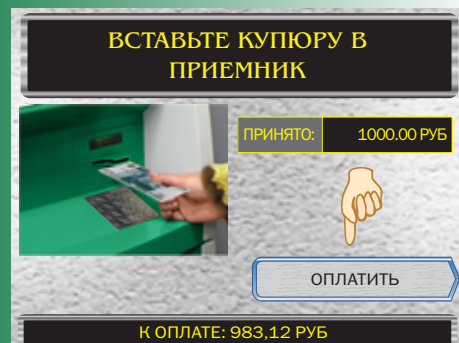 ВСТАВЬТЕ КУПЮРУ В
ПРИЕМНИК
ПРИНЯТО: 1000.00 РУБ
ОПЛАТИТЬ
К ОПЛАТЕ: 983,12 РУБ